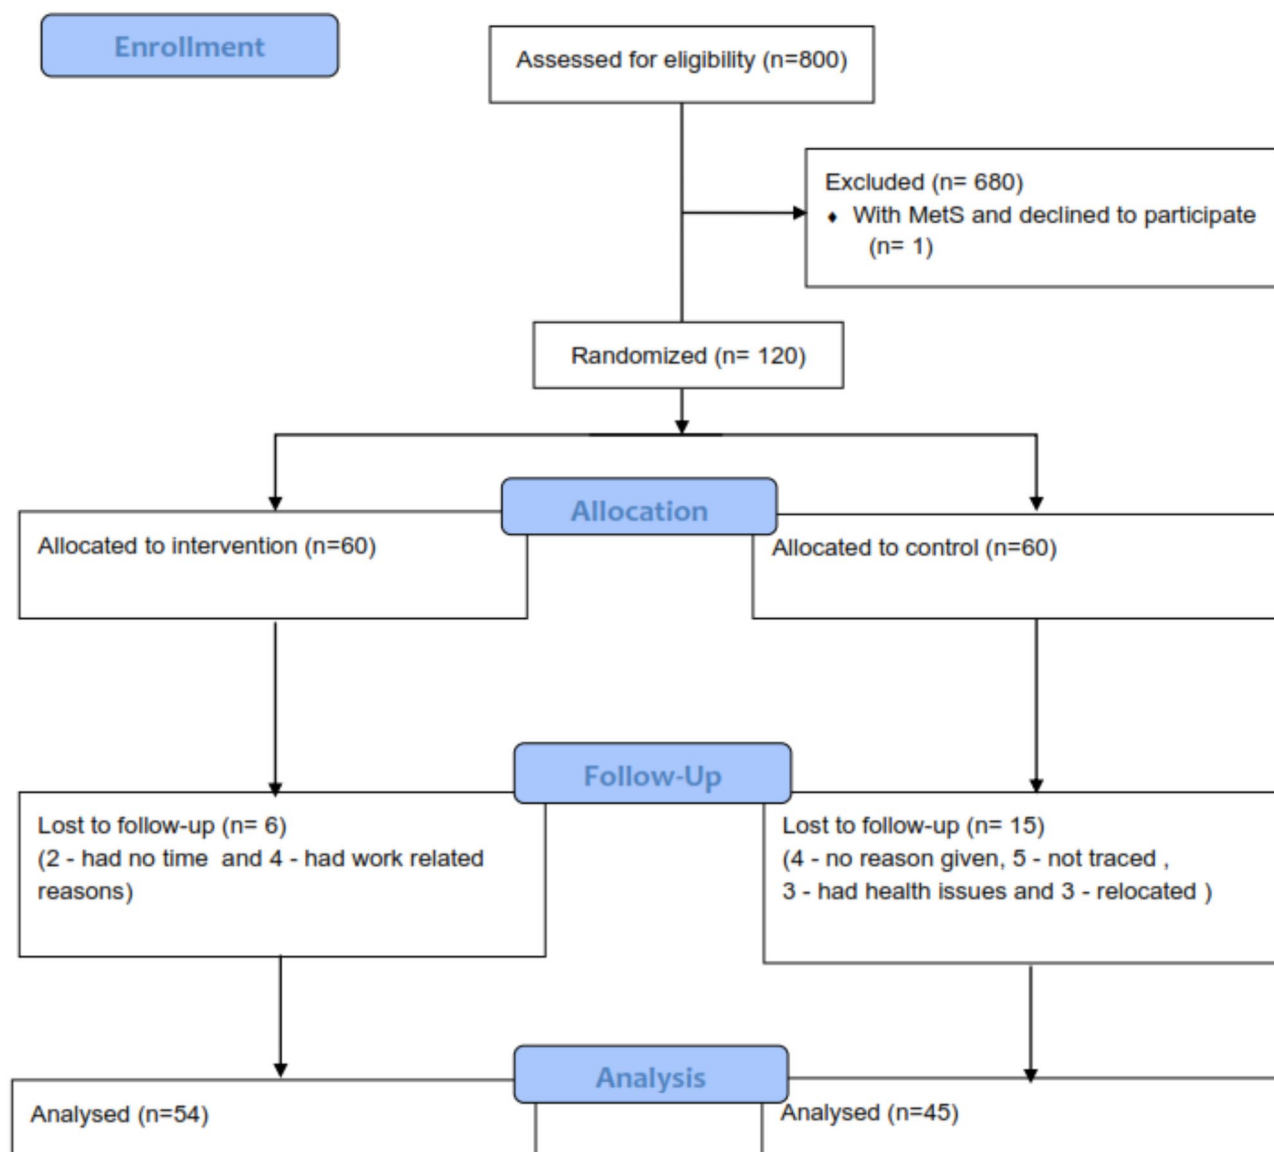 Enrollment
Assessed for eligibility (n=800)
Excluded (n= 680)
♦ With MetS and declined to participate
(n= 1)
Randomized (n= 120)
Allocation
Allocated to intervention (n=60)
Allocated to control (n=60)
Follow-Up
Lost to follow-up (n= 6)
(2 - had no time and 4 - had work related
reasons)
Lost to follow-up (n= 15)
(4 - no reason given, 5 - not traced ,
3 - had health issues and 3 - relocated )
Analysis
Analysed (n=54)
Analysed (n=45)